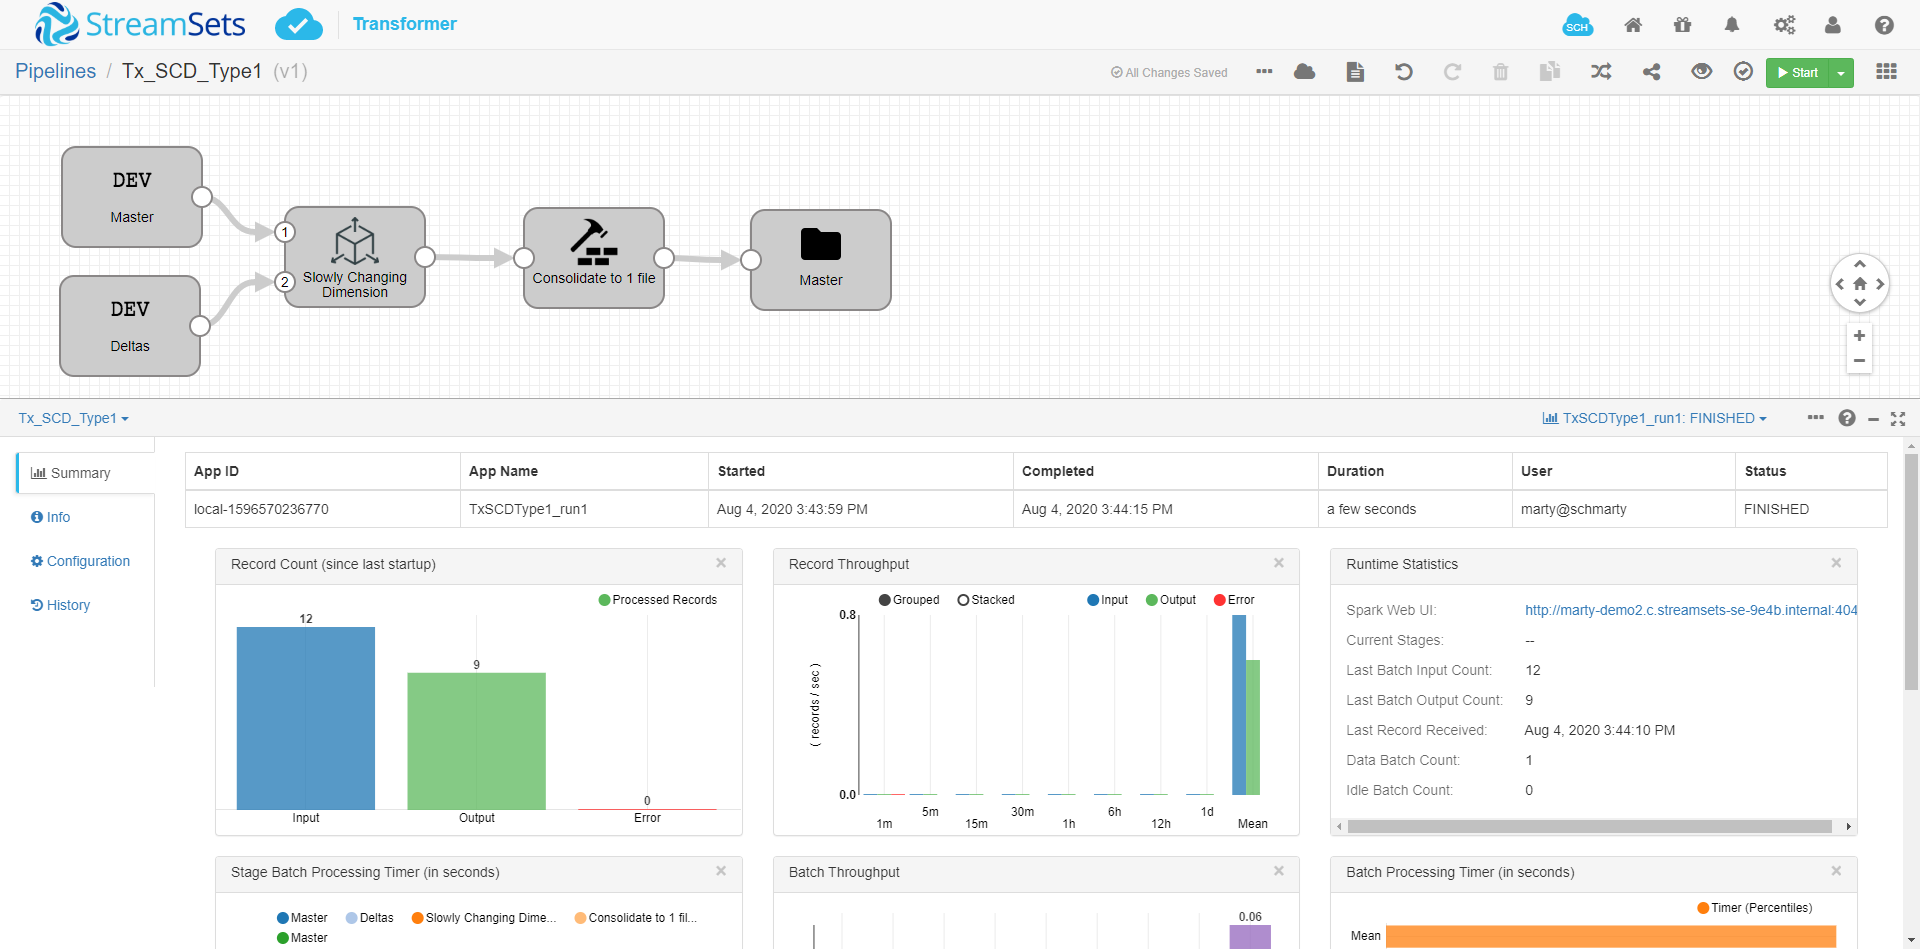 StreamSets Transformer SCH
Pipelines / Tx_SCD_Type1 (v1) All Changes Saved Start
DEV
Master
DEV
Deltas
1
2
Slowly Changing
Dimension
Consolidate to 1 file
Master
Tx_SCD_Type1 TxSCDType1_run1: FINISHED
Summary
Info
Configuration
History
App ID App Name Started Completed Duration User Status
local-1596570236770 TxSCDType1_run1 Aug 4, 2020 3:43:59 PM Aug 4, 2020 3:44:15 PM a few seconds marty@schmarty FINISHED
Record Count (since last startup)
Processed Records
12
9
0
Input Output Error
Record Throughput
Grouped Stacked Input Output Error
0.8
( records / sec )
0.0
1m 5m 15m 30m 1h 6h 12h 1d Mean
Runtime Statistics
Spark Web UI: http://marty-demo2.c.streamsets-se-9e4b.internal:404
Current Stages: --
Last Batch Input Count: 12
Last Batch Output Count: 9
Last Record Received: Aug 4, 2020 3:44:10 PM
Data Batch Count: 1
Idle Batch Count: 0
Stage Batch Processing Timer (in seconds)
Master Deltas Slowly Changing Dime... Consolidate to 1 fil...
Master
Batch Throughput
0.06
Batch Processing Timer (in seconds)
Timer (Percentiles)
Mean